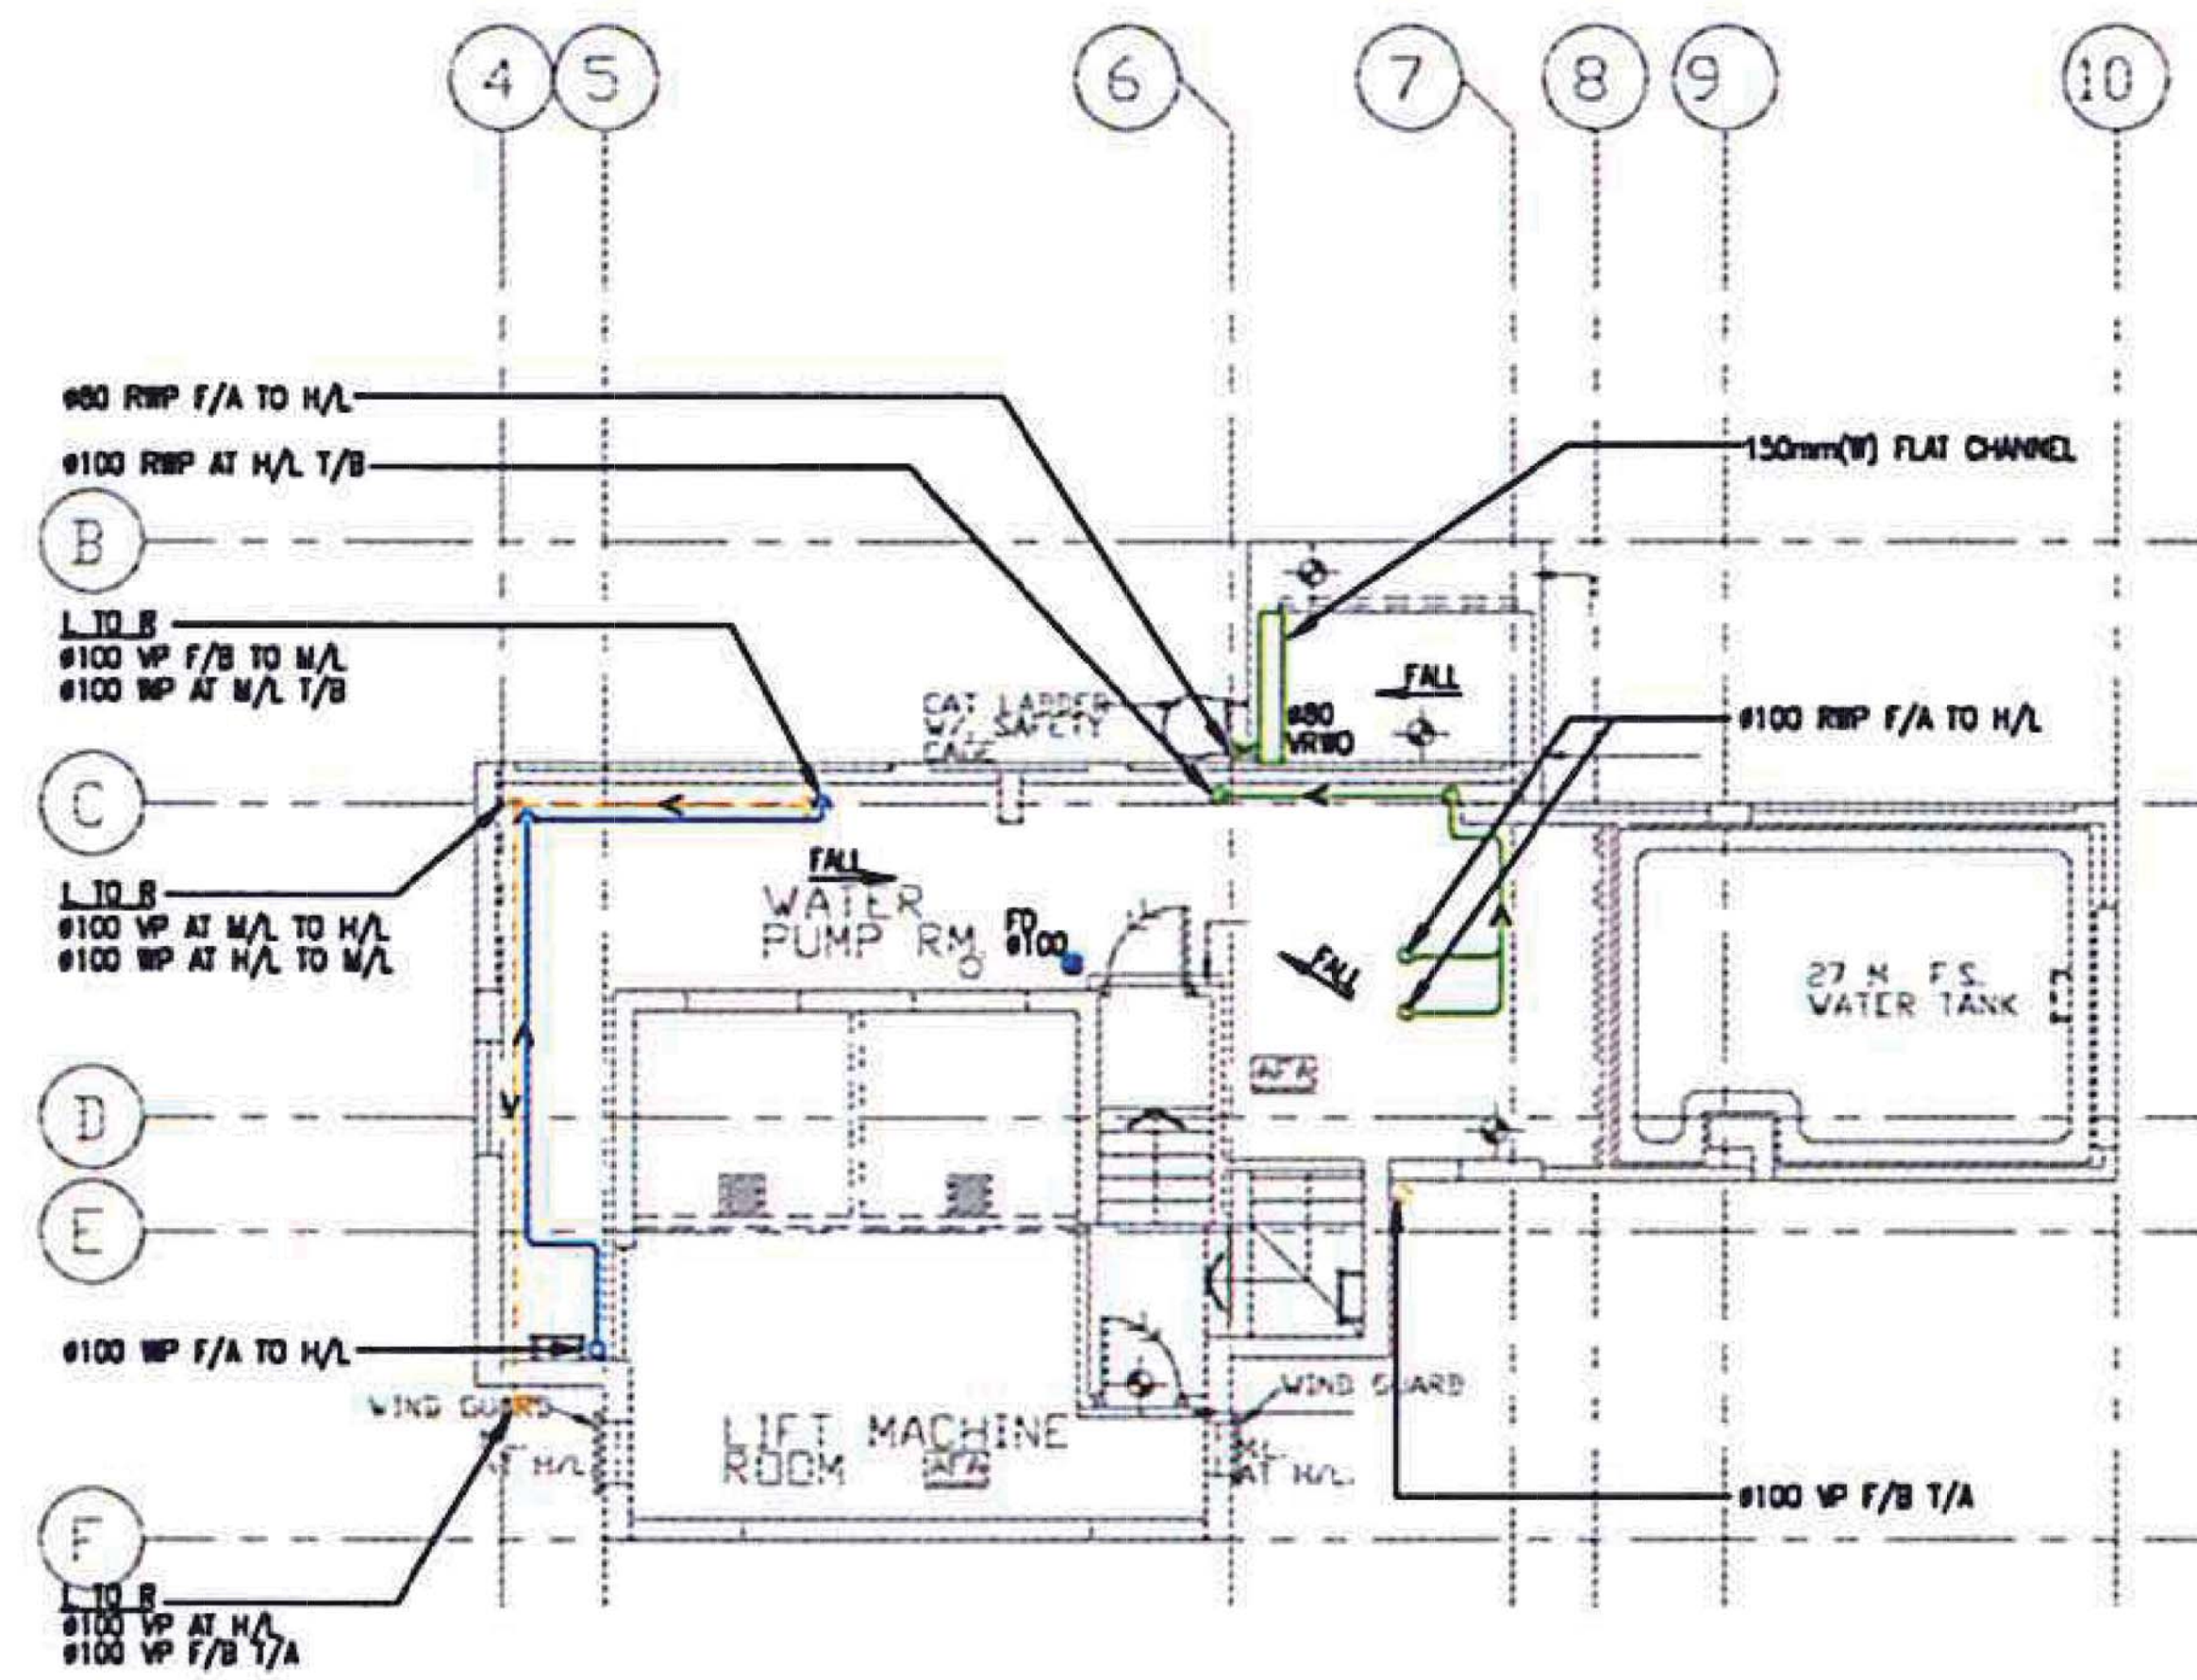 4 5 6 7 8 9 10
ø80 RWP F/A TO H/L
ø100 RWP AT H/L T/B
150mm(W) FLAT CHANNEL
B
L TO R
ø100 VP F/B TO M/L
ø100 WP AT M/L T/B
FALL
CAT LADDER
W/ SAFETY
CAGE
ø80
VRWO
ø100 RWP F/A TO H/L
C
FALL
WATER
PUMP RM.
FD
ø100
L TO R
ø100 VP AT M/L TO H/L
ø100 WP AT H/L TO M/L
FALL
27 M F.S.
WATER TANK
D
E
ø100 WP F/A TO H/L
WIND GUARD
AT H/L
LIFT MACHINE
ROOM
WIND GUARD
AT H/L
ø100 VP F/B T/A
F
L TO R
ø100 VP AT H/L
ø100 VP F/B T/A